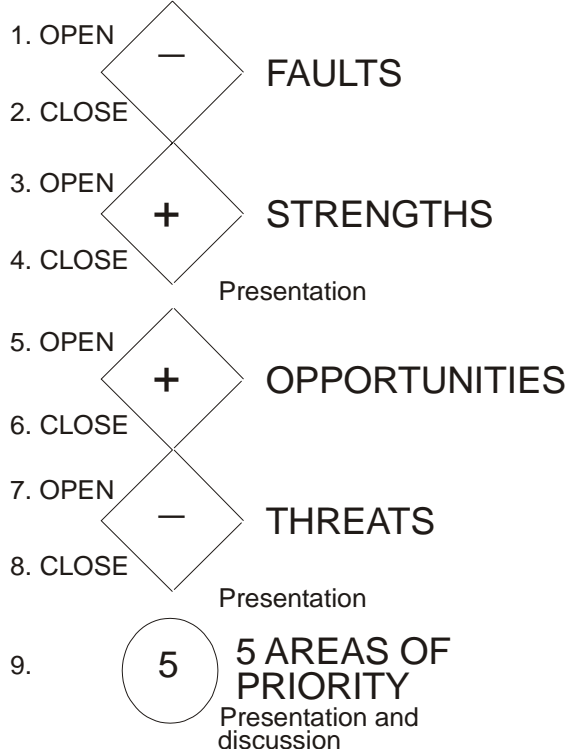 1. OPEN
–
FAULTS
2. CLOSE
3. OPEN
+
STRENGTHS
4. CLOSE
Presentation
5. OPEN
+
OPPORTUNITIES
6. CLOSE
7. OPEN
–
THREATS
8. CLOSE
Presentation
9.
5
5 AREAS OF
PRIORITY
Presentation and
discussion